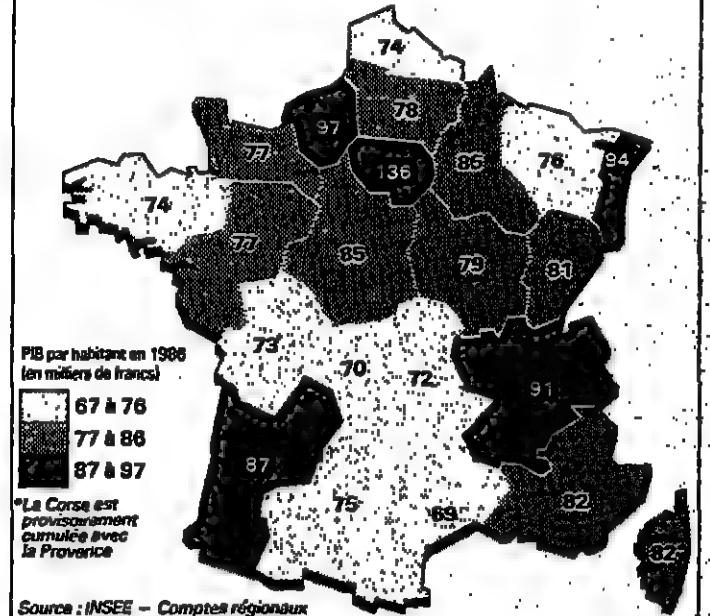 74
97
78
77
136
86
76
94
74
77
85
79
81
73
70
72
91
87
75
69
82
82
PIB par habitant en 1986
(en milliers de francs)
67 à 76
77 à 86
87 à 97
*La Corse est
provisoirement
cumulée avec
la Provence
Source : INSEE – Comptes régionaux